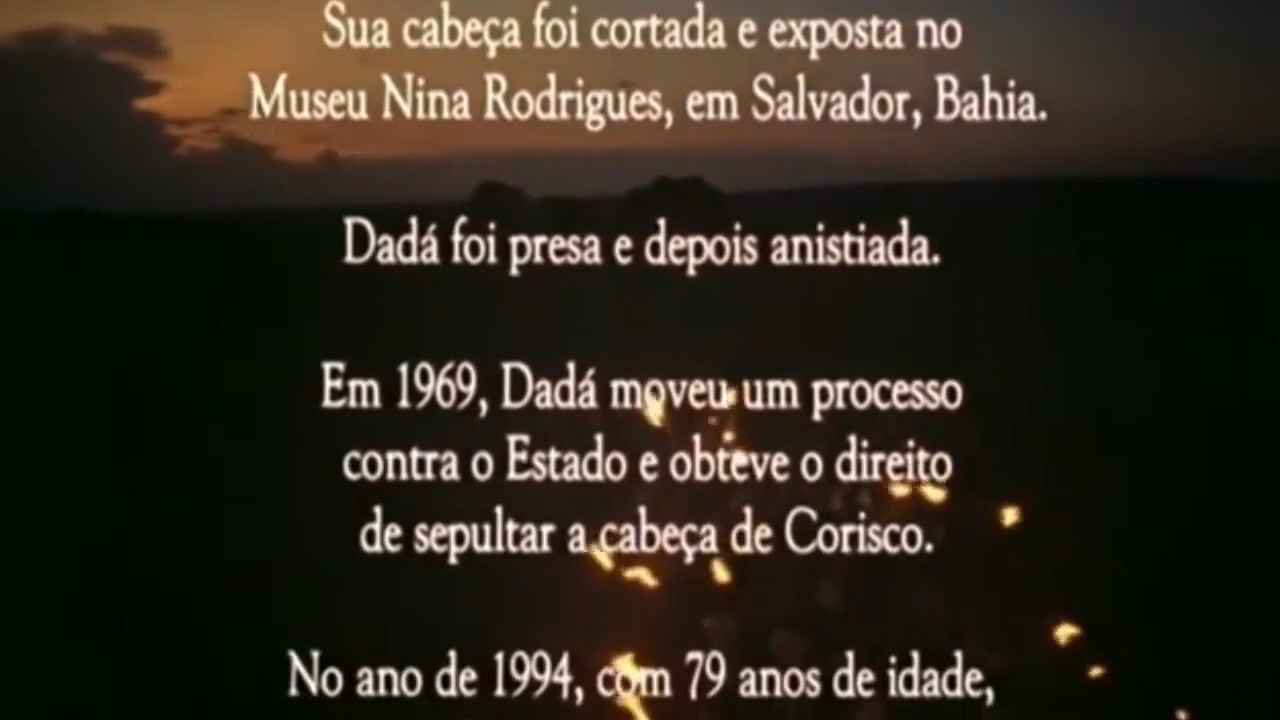 Sua cabeça foi cortada e exposta no
Museu Nina Rodrigues, em Salvador, Bahia.
Dadá foi presa e depois anistiada.
Em 1969, Dadá moveu um processo
contra o Estado e obteve o direito
de sepultar a cabeça de Corisco.
No ano de 1994, com 79 anos de idade,